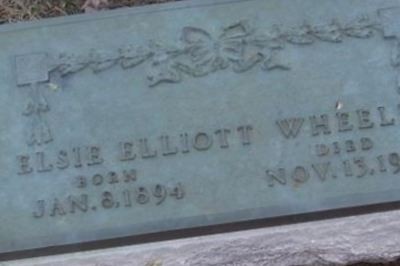 ELSIE ELLIOTT WHEEL
BORN DIED
JAN. 8, 1894 NOV. 13, 19